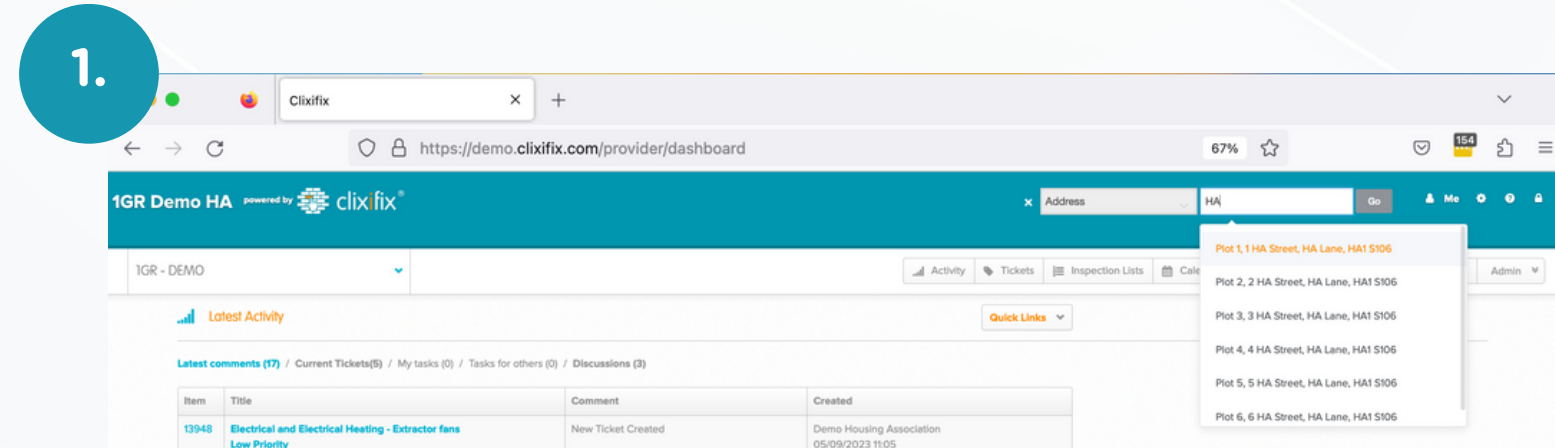 1.
Clixifix
https://demo.clixifix.com/provider/dashboard
67%
154
1GR Demo HA powered by clixifix®
Address
HA
Go
Me
Plot 1, 1 HA Street, HA Lane, HA1 S106
Plot 2, 2 HA Street, HA Lane, HA1 S106
Plot 3, 3 HA Street, HA Lane, HA1 S106
Plot 4, 4 HA Street, HA Lane, HA1 S106
Plot 5, 5 HA Street, HA Lane, HA1 S106
Plot 6, 6 HA Street, HA Lane, HA1 S106
1GR - DEMO
Activity
Tickets
Inspection Lists
Cale
Admin
Latest Activity
Quick Links
Latest comments (17) / Current Tickets(5) / My tasks (0) / Tasks for others (0) / Discussions (3)
Item Title Comment Created
13948 Electrical and Electrical Heating - Extractor fans New Ticket Created Demo Housing Association
Low Priority 05/09/2023 11:05